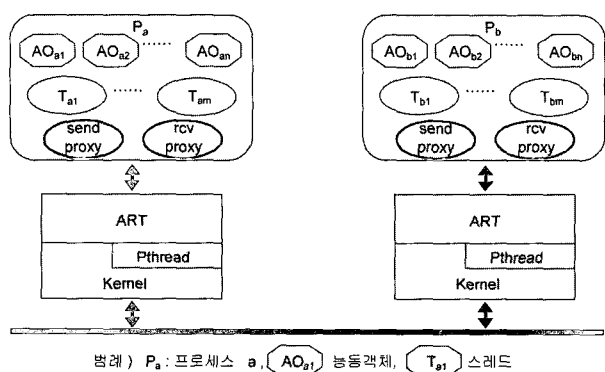 Pa Pb
AOa1 AOa2 ...... AOan AOb1 AOb2 ...... AObn
Ta1 ...... Tam Tb1 ...... Tbm
send proxy rcv proxy send proxy rcv proxy
ART ART
Pthread Pthread
Kernel Kernel
범례 ) Pa : 프로세스 a, AOa1 능동객체, Ta1 스레드